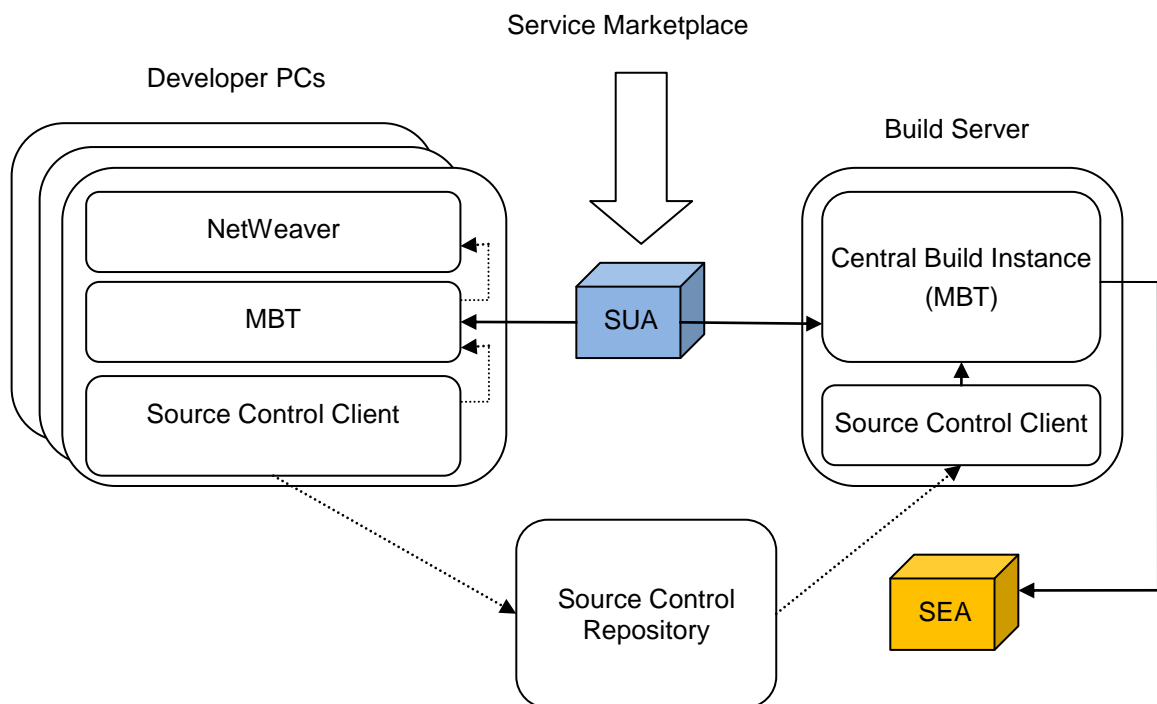 Service Marketplace
Developer PCs
Build Server
NetWeaver
MBT
Source Control Client
SUA
Central Build Instance
(MBT)
Source Control Client
Source Control
Repository
SEA